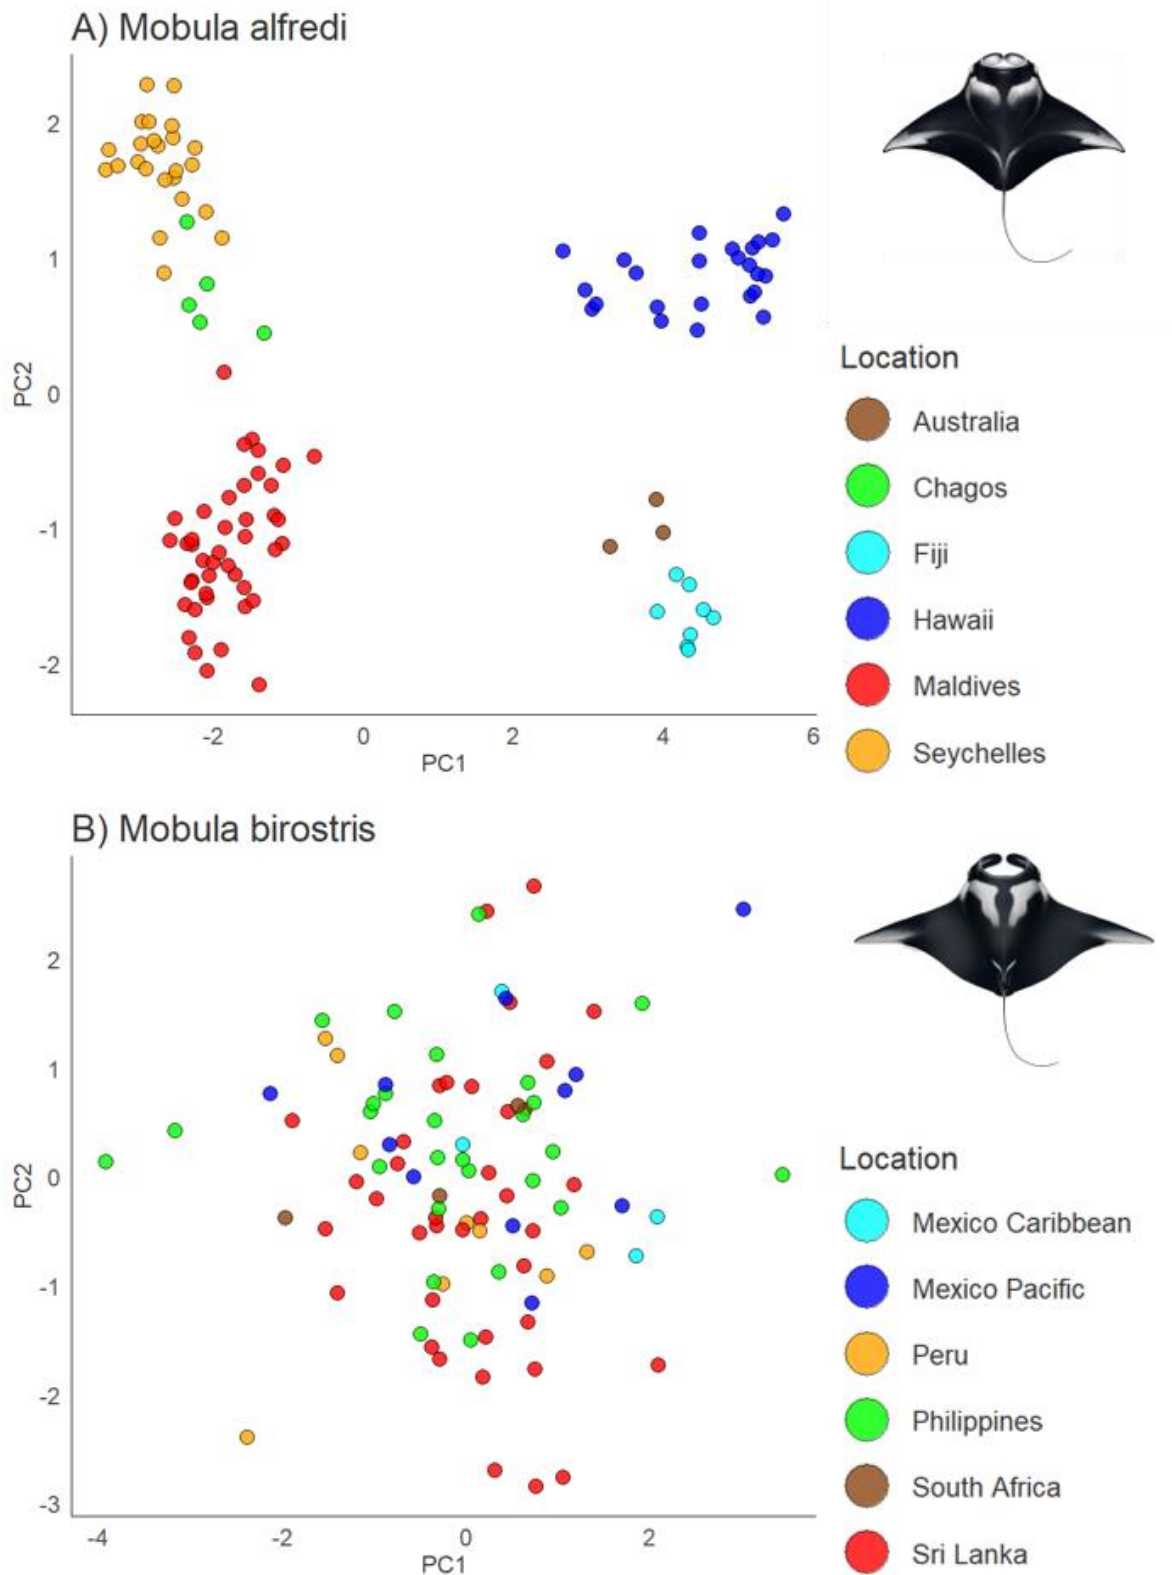 A) Mobula alfredi
2
1
0
-1
-2
PC2
-2
0
2
4
6
PC1
Location
Australia
Chagos
Fiji
Hawaii
Maldives
Seychelles
B) Mobula birostris
2
1
0
-1
-2
-3
PC2
-4
-2
0
2
PC1
Location
Mexico Caribbean
Mexico Pacific
Peru
Philippines
South Africa
Sri Lanka